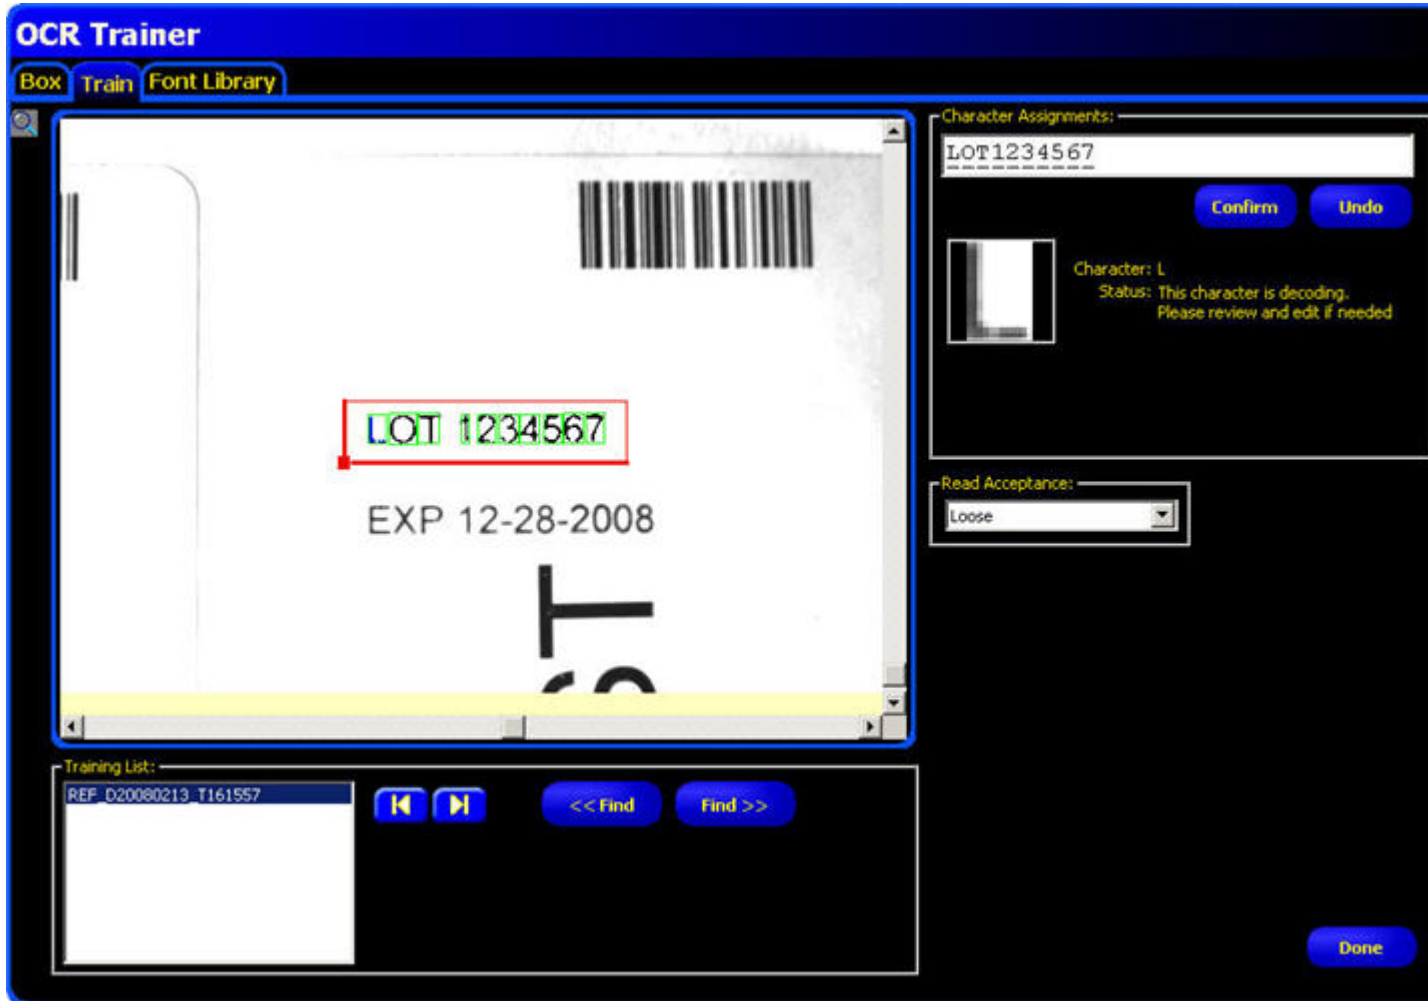 OCR Trainer
Box Train Font Library
Character Assignments:
LOT1234567
Confirm Undo
Character: L
Status: This character is decoding.
Please review and edit if needed
LOT 1234567
EXP 12-28-2008
ST
Read Acceptance:
Loose
Training List:
REF_D20080213_T161557
<< Find Find >>
Done